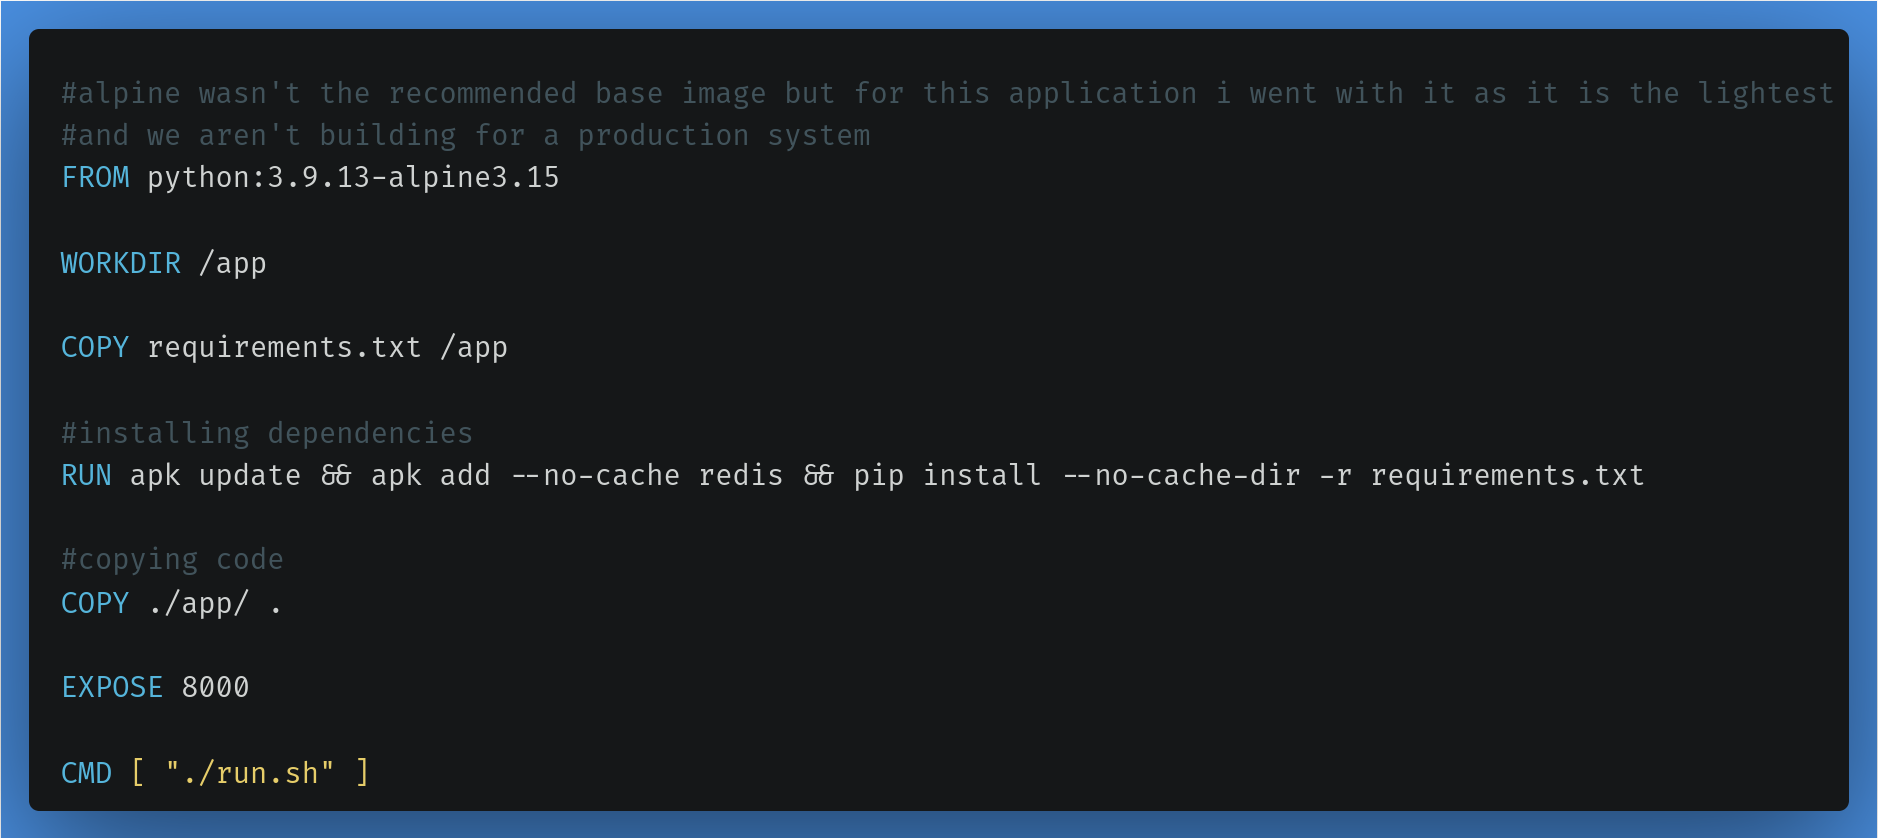 #alpine wasn't the recommended base image but for this application i went with it as it is the lightest
#and we aren't building for a production system
FROM python:3.9.13-alpine3.15
WORKDIR /app
COPY requirements.txt /app
#installing dependencies
RUN apk update && apk add --no-cache redis && pip install --no-cache-dir -r requirements.txt
#copying code
COPY ./app/ .
EXPOSE 8000
CMD [ "./run.sh" ]